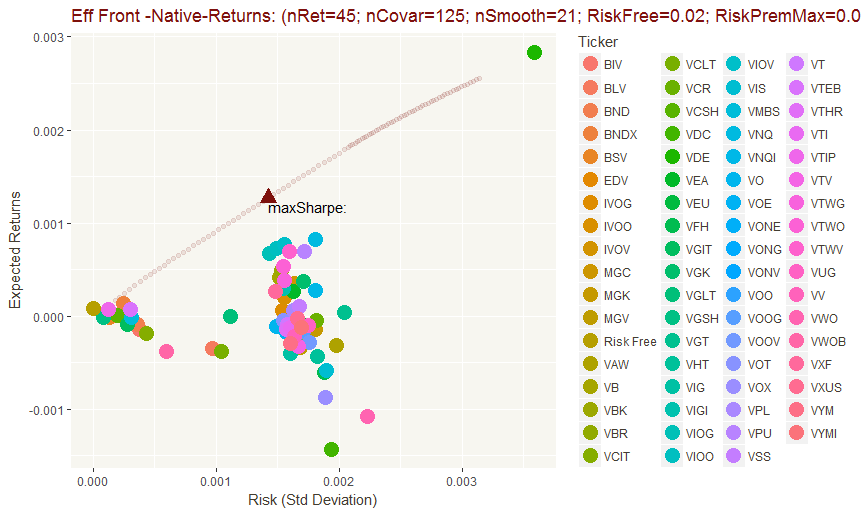 Eff Front -Native-Returns: (nRet=45; nCovar=125; nSmooth=21; RiskFree=0.02; RiskPremMax=0.0
0.003
0.002
0.001
0.000
-0.001
Expected Returns
maxSharpe:
0.000 0.001 0.002 0.003
Risk (Std Deviation)
Ticker
BIV VCLT VIOV VT
BLV VCR VIS VTEB
BND VCSH VMBS VTHR
BNDX VDC VNQ VTI
BSV VDE VNQI VTIP
EDV VEA VO VTV
IVOG VEU VOE VTWG
IVOO VFH VONE VTWO
IVOV VGIT VONG VTWV
MGC VGK VONV VUG
MGK VGLT VOO VV
MGV VGSH VOOG VWO
Risk Free VGT VOOV VWOB
VAW VHT VOT VXF
VB VIG VOX VXUS
VBK VIGI VPL VYM
VBR VIOG VPU VYMI
VCIT VIOO VSS